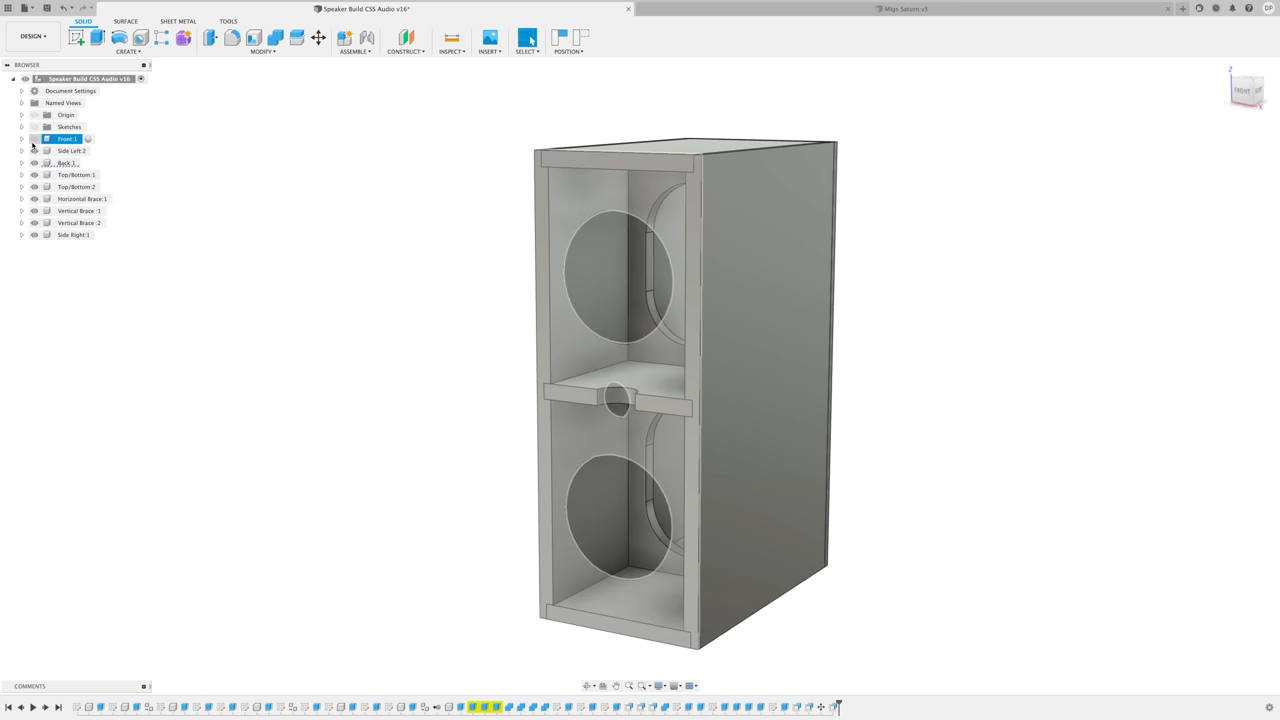 Speaker Build CSS Audio v16*
Migs Saturn v3
DP
DESIGN
SOLID
SURFACE
SHEET METAL
TOOLS
CREATE
MODIFY
ASSEMBLE
CONSTRUCT
INSPECT
INSERT
SELECT
POSITION
BROWSER
Speaker Build CSS Audio v16
Document Settings
Named Views
Origin
Sketches
Front:1
Side Left:2
Back:1
Top/Bottom:1
Top/Bottom:2
Horizontal Brace:1
Vertical Brace :1
Vertical Brace :2
Side Right:1
Z
FRONT
X
COMMENTS